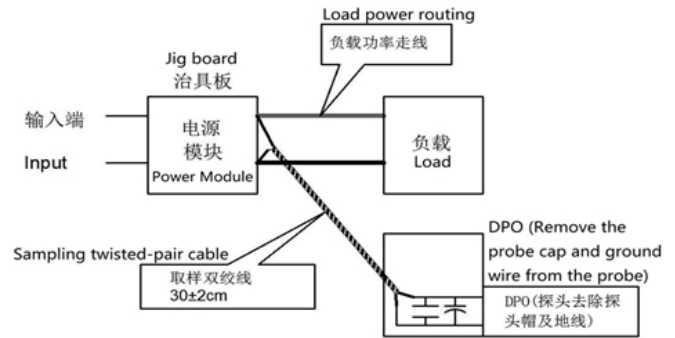 Load power routing
负载功率走线
Jig board
治具板
输入端
Input
电源
模块
Power Module
负载
Load
Sampling twisted-pair cable
取样双绞线
30±2cm
DPO (Remove the
probe cap and ground
wire from the probe)
DPO(探头去除探
头帽及地线)